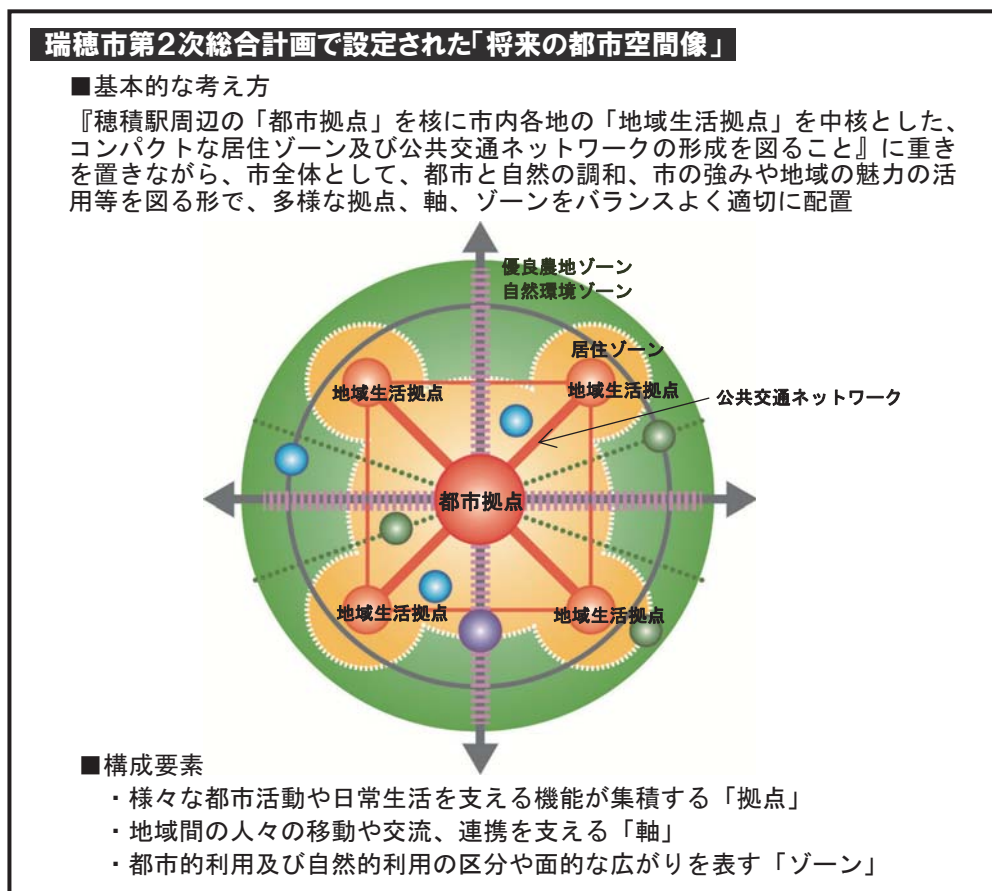 瑞穂市第2次総合計画で設定された「将来の都市空間像」
■基本的な考え方
『穂積駅周辺の「都市拠点」を核に市内各地の「地域生活拠点」を中核とした、
コンパクトな居住ゾーン及び公共交通ネットワークの形成を図ること』に重き
を置きながら、市全体として、都市と自然の調和、市の強みや地域の魅力の活
用等を図る形で、多様な拠点、軸、ゾーンをバランスよく適切に配置
優良農地ゾーン
自然環境ゾーン
居住ゾーン
地域生活拠点
地域生活拠点
公共交通ネットワーク
都市拠点
地域生活拠点
地域生活拠点
■構成要素
・様々な都市活動や日常生活を支える機能が集積する「拠点」
・地域間の人々の移動や交流、連携を支える「軸」
・都市的利用及び自然的利用の区分や面的な広がりを表す「ゾーン」